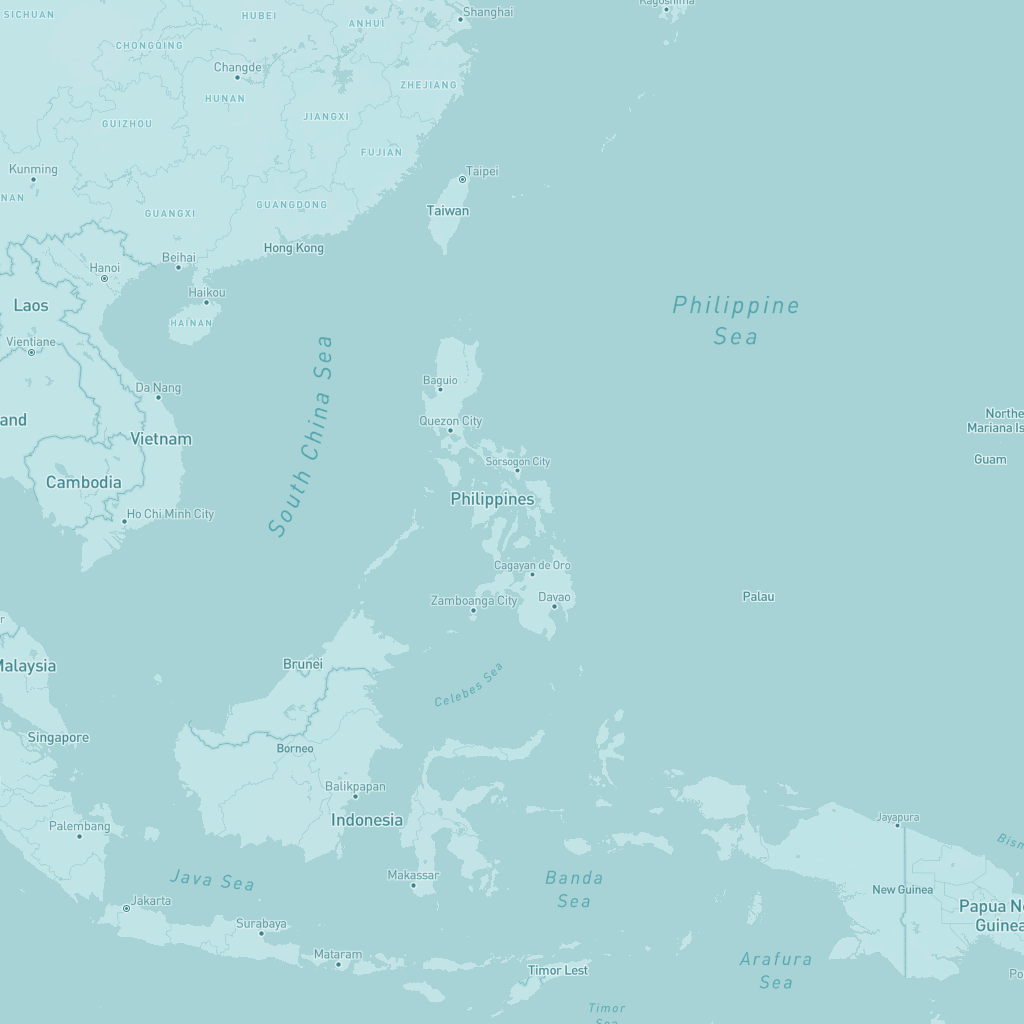 Kagoshima
Shanghai
SICHUAN
HUBEI
ANHUI
CHONGQING
Changde
ZHEJIANG
HUNAN
JIANGXI
GUIZHOU
FUJIAN
Kunming
Taipei
NAN
GUANGXI
GUANGDONG
Taiwan
Hong Kong
Beihai
Hanoi
Haikou
Laos
HAINAN
Philippine
Sea
Vientiane
South China Sea
Baguio
Da Nang
and
Quezon City
Northe
Mariana Is
Vietnam
Guam
Sorsogon City
Cambodia
Philippines
Ho Chi Minh City
Cagayan de Oro
Zamboanga City
Davao
Palau
r
Malaysia
Brunei
Celebes Sea
Singapore
Borneo
Balikpapan
Indonesia
Palembang
Jayapura
Bism
Makassar
Java Sea
Banda
Sea
New Guinea
Jakarta
Papua Ne
Guinea
Surabaya
Mataram
Timor Lest
Arafura
Sea
Po
Timor
Sea